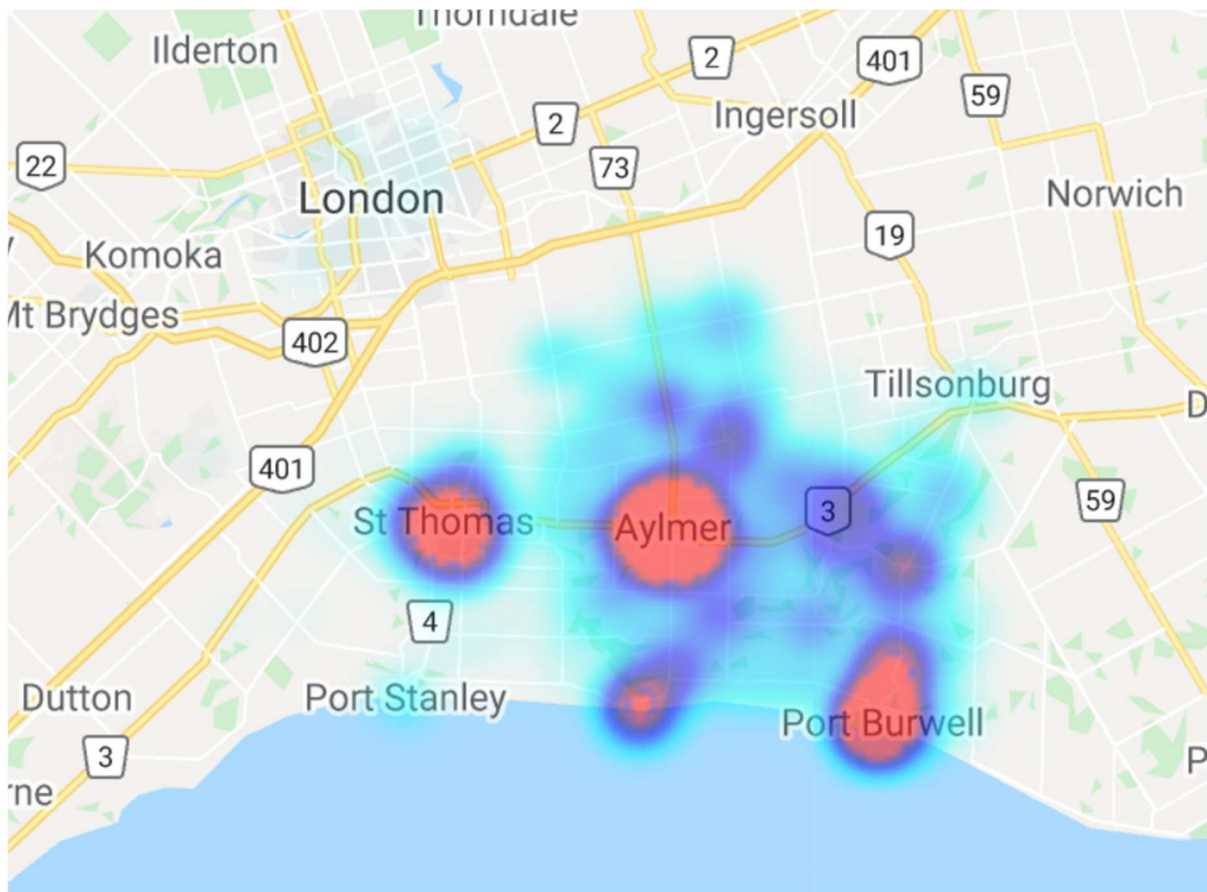 Thorndale
Ilderton
2
401
59
Ingersoll
2
73
22
London
Norwich
19
Komoka
Mt Brydges
402
Tillsonburg
D
401
59
3
St Thomas
Aylmer
4
Dutton
Port Stanley
Port Burwell
3
P
rne